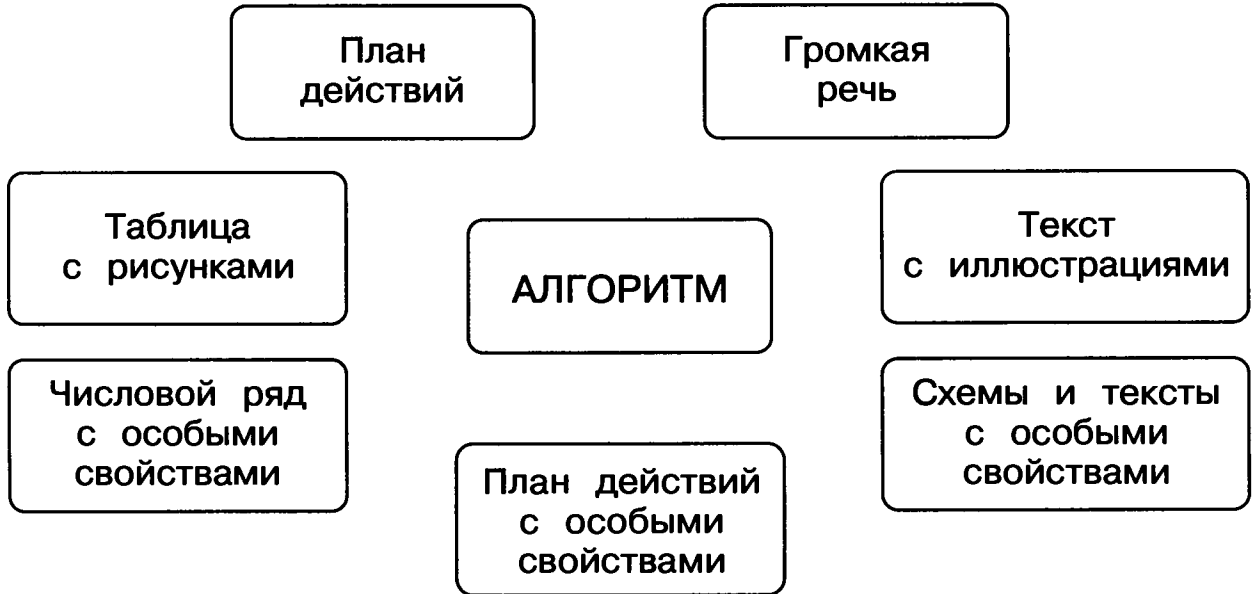 План
действий
Громкая
речь
Таблица
с рисунками
АЛГОРИТМ
Текст
с иллюстрациями
Числовой ряд
с особыми
свойствами
План действий
с особыми
свойствами
Схемы и тексты
с особыми
свойствами